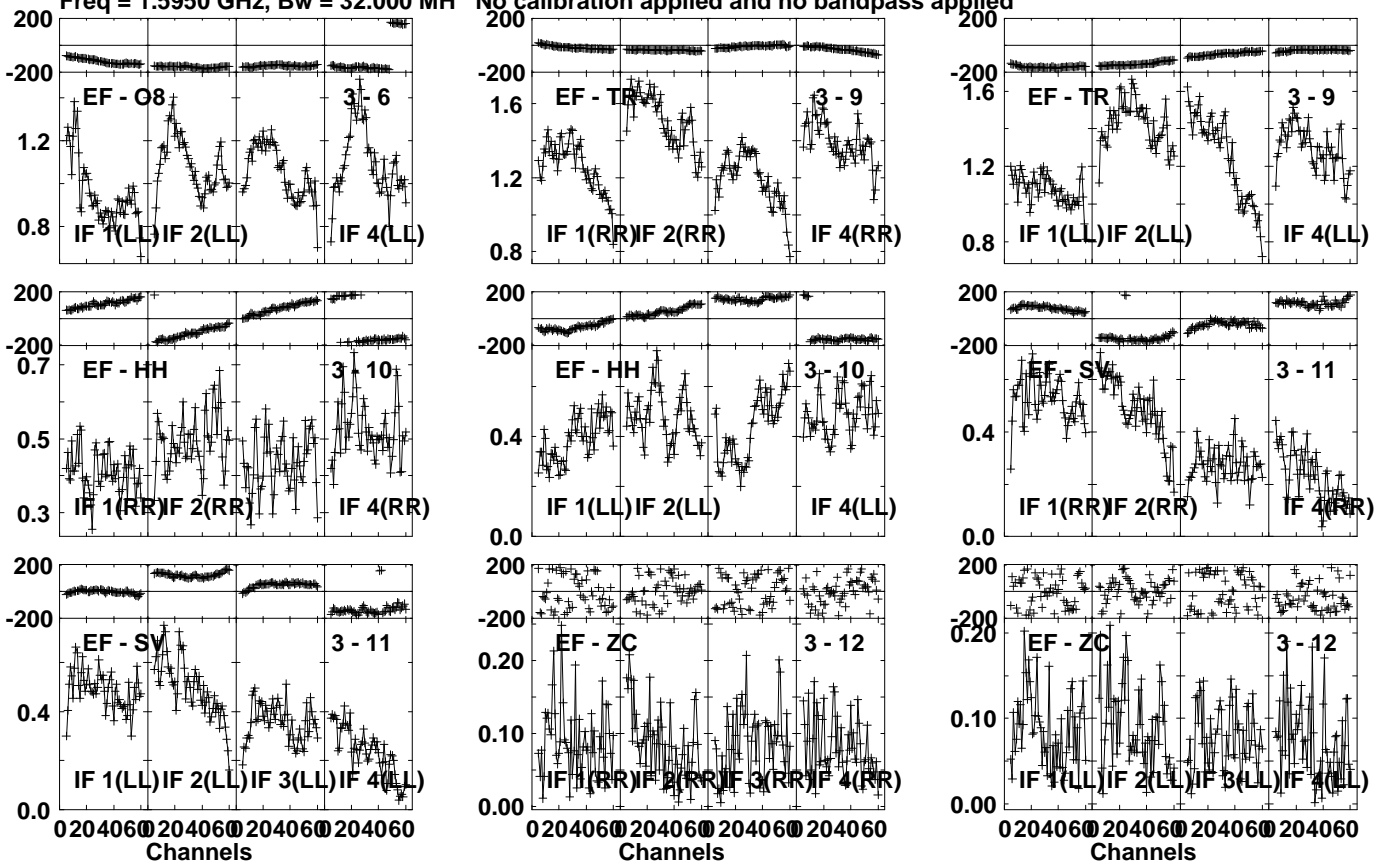 Freq = 1.5950 GHz, Bw = 32.000 MH No calibration applied and no bandpass applied
200
-200
EF - O8 3 - 6
1.2
0.8
IF 1(LL) IF 2(LL) IF 4(LL)
200
-200
EF - TR 3 - 9
1.6
1.2
0.8
IF 1(RR) IF 2(RR) IF 4(RR)
200
-200
EF - TR 3 - 9
1.6
1.2
0.8
IF 1(LL) IF 2(LL) IF 4(LL)
200
-200
EF - HH 3 - 10
0.7
0.5
0.3
IF 1(RR) IF 2(RR) IF 4(RR)
200
-200
EF - HH 3 - 10
0.4
0.0
IF 1(LL) IF 2(LL) IF 4(LL)
200
-200
EF - SV 3 - 11
0.4
0.0
IF 1(RR) IF 2(RR) IF 4(RR)
200
-200
EF - SV 3 - 11
0.4
0.0
IF 1(LL) IF 2(LL) IF 3(LL) IF 4(LL)
0 20 40 60 0 20 40 60 0 20 40 60 0 20 40 60
Channels
200
-200
EF - ZC 3 - 12
0.20
0.10
0.00
IF 1(RR) IF 2(RR) IF 3(RR) IF 4(RR)
0 20 40 60 0 20 40 60 0 20 40 60 0 20 40 60
Channels
200
-200
EF - ZC 3 - 12
0.20
0.10
0.00
IF 1(LL) IF 2(LL) IF 3(LL) IF 4(LL)
0 20 40 60 0 20 40 60 0 20 40 60 0 20 40 60
Channels